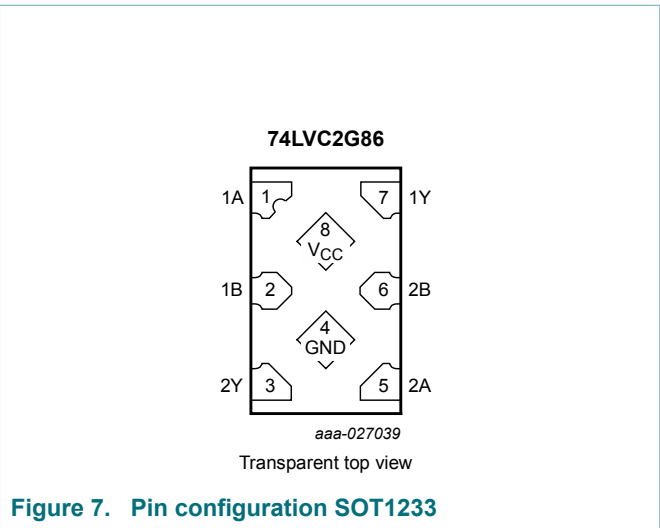 74LVC2G86
1A 1 7 1Y
8
VCC
1B 2 6 2B
4
GND
2Y 3 5 2A
aaa-027039
Transparent top view
Figure 7. Pin configuration SOT1233